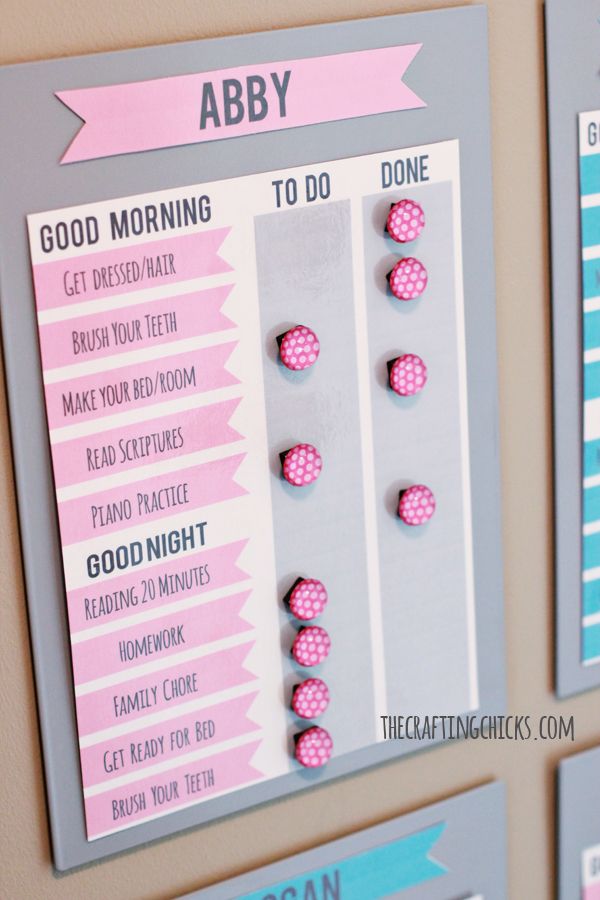 ABBY
TO DO DONE
GOOD MORNING
GET DRESSED/HAIR
BRUSH YOUR TEETH
MAKE YOUR BED/ROOM
READ SCRIPTURES
PIANO PRACTICE
GOOD NIGHT
READING 20 MINUTES
HOMEWORK
FAMILY CHORE
GET READY FOR BED
BRUSH YOUR TEETH
THECRAFTINGCHICKS.COM